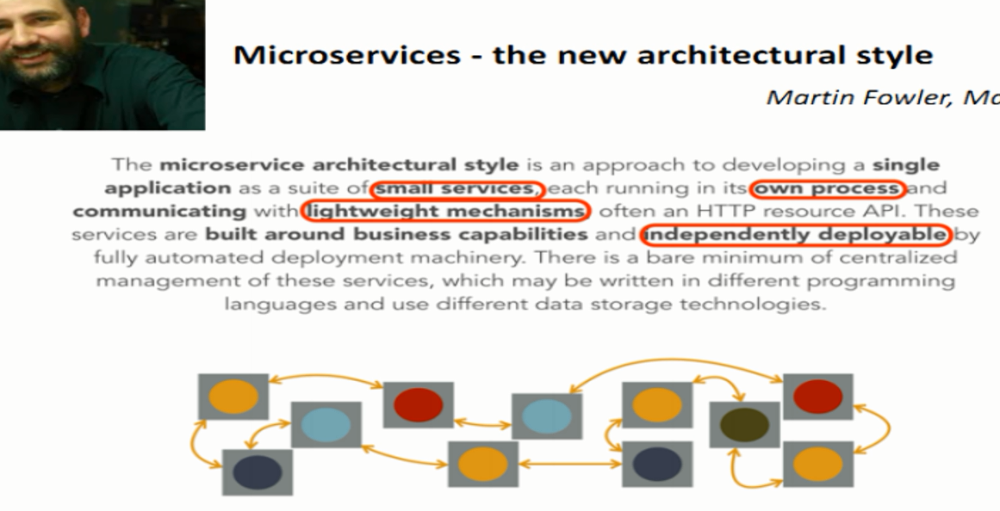 Microservices - the new architectural style
Martin Fowler,
The microservice architectural style is an approach to developing a single
application as a suite of small services, each running in its own process and
communicating with lightweight mechanisms, often an HTTP resource API. These
services are built around business capabilities and independently deployable by
fully automated deployment machinery. There is a bare minimum of centralized
management of these services, which may be written in different programming
languages and use different data storage technologies.